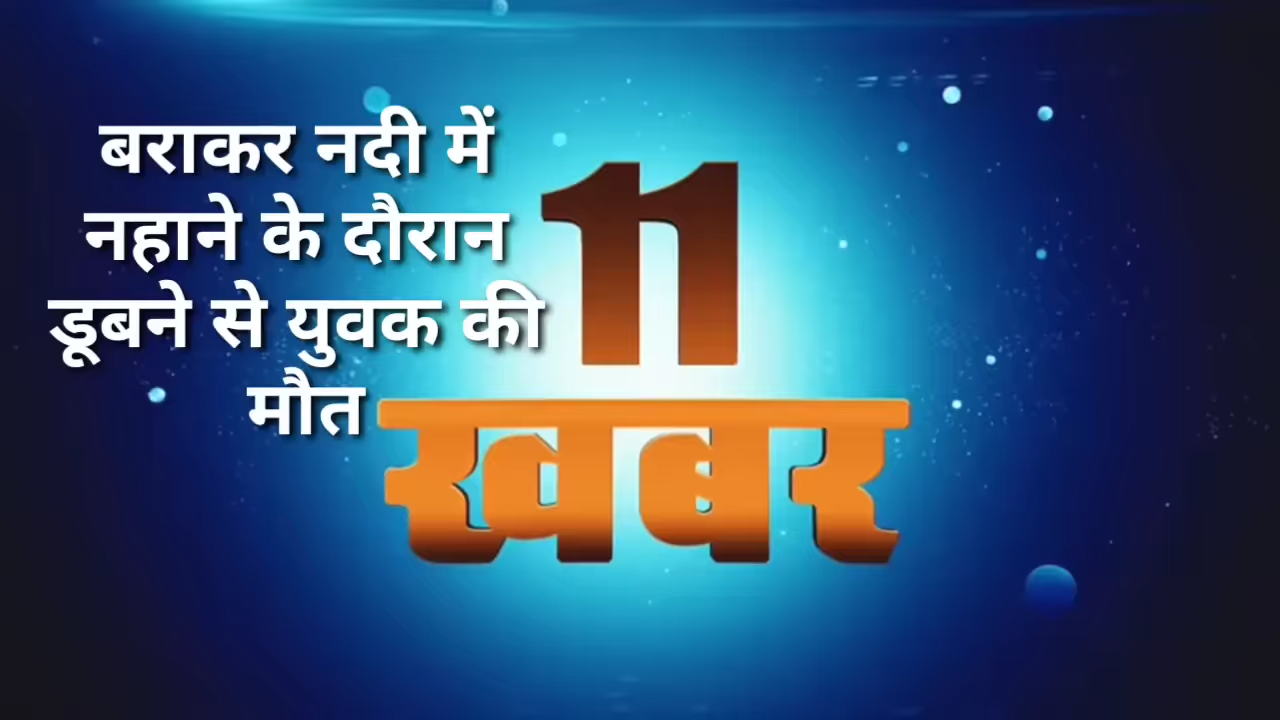 बराकर नदी में
नहाने के दौरान
डूबने से युवक की
मौत
11
खबर